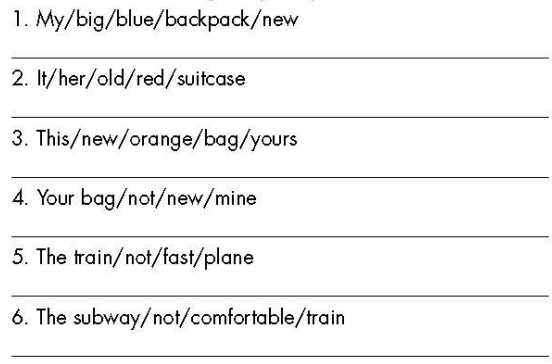 1. My/big/blue/backpack/new
2. It/her/old/red/suitcase
3. This/new/orange/bag/yours
4. Your bag/not/new/mine
5. The train/not/fast/plane
6. The subway/not/comfortable/train